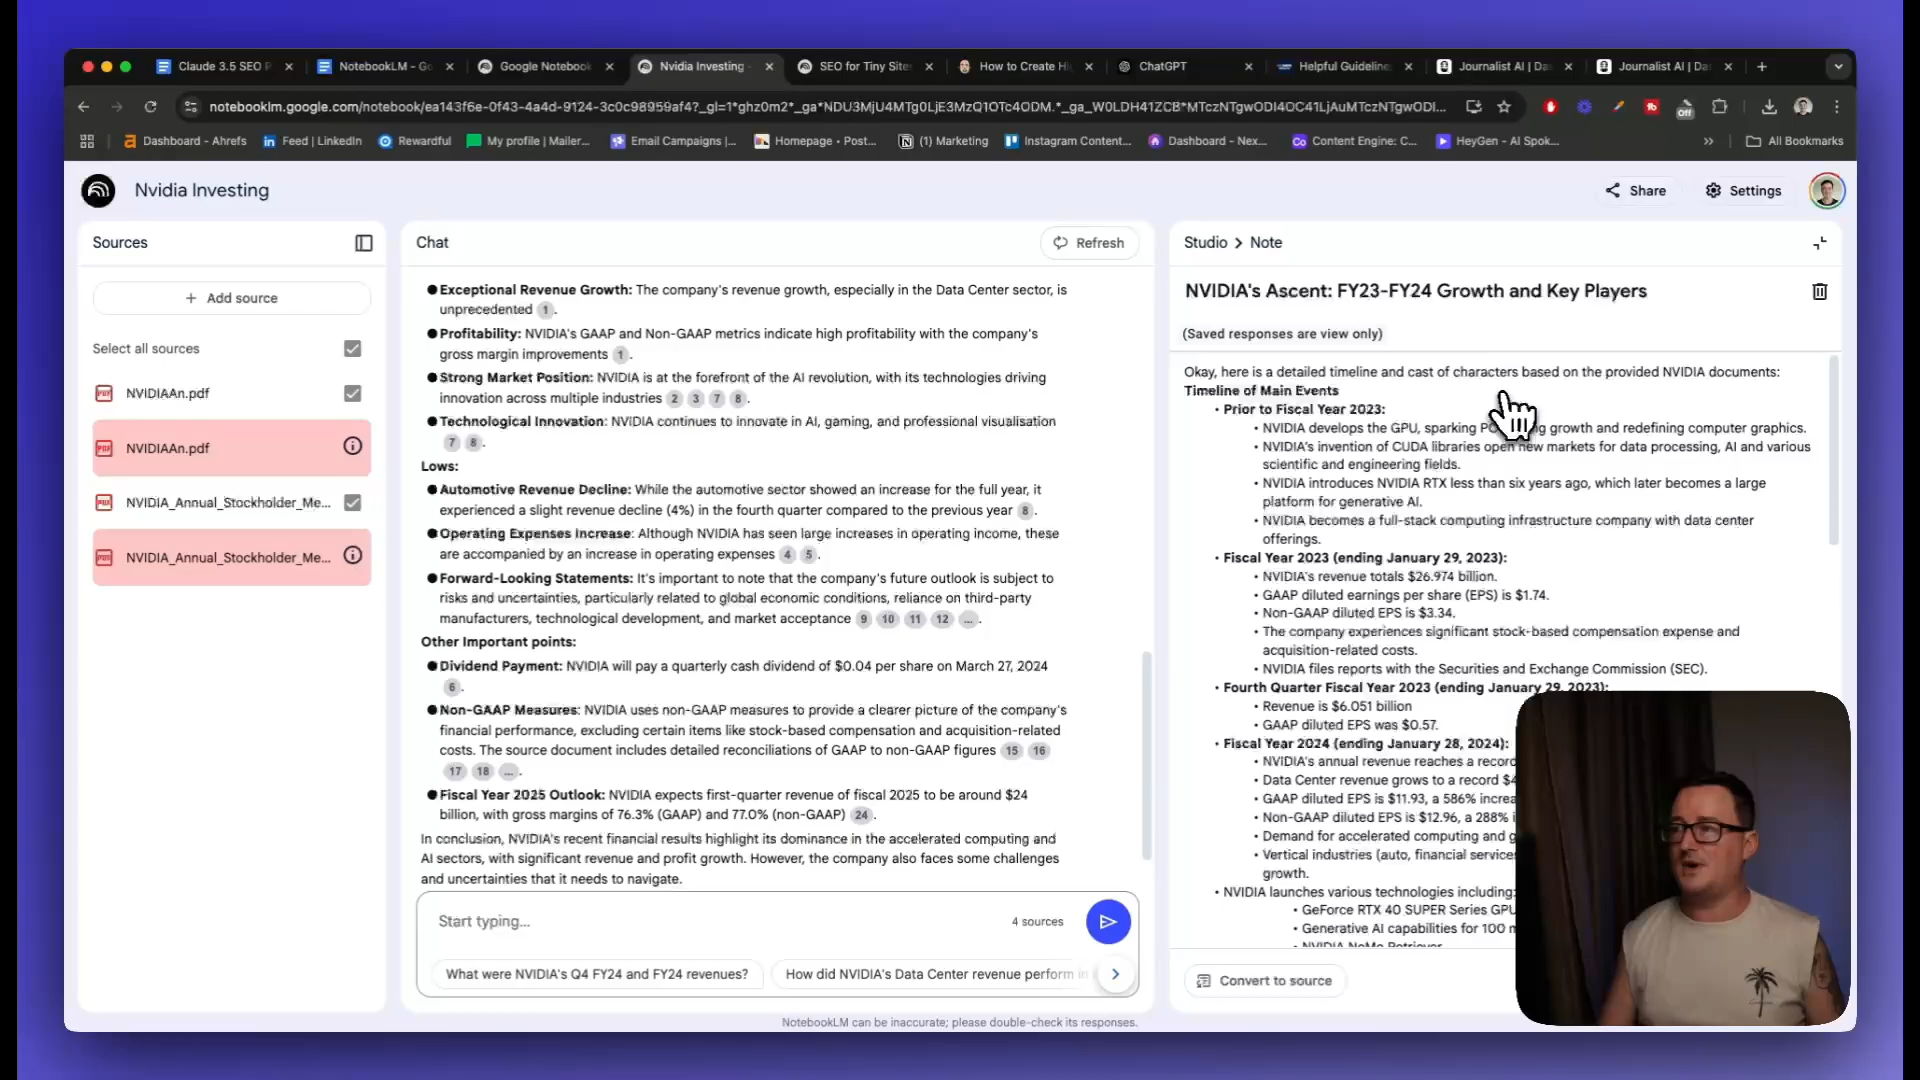 Claude 3.5 SEO P
NotebookLM – Go
Google Notebook
Nvidia Investing -
SEO for Tiny Site
How to Create Hi
ChatGPT
Helpful Guideline
Journalist AI | Da
Journalist AI | Da
notebooklm.google.com/notebook/ea143f6e-0f43-4a4d-9124-3c0c98959af4?_gl=1*ghz0m2*_ga*NDU3MjU4MTg0LjE3MzQ1OTc4ODM.*_ga_W0LDH41ZCB*MTczNTgwODI4OC41LjAuMTczNTgwODI...
Off
Dashboard - Ahrefs
Feed | LinkedIn
Rewardful
My profile | Mailer...
Email Campaigns |...
Homepage • Post...
(1) Marketing
Instagram Content...
Dashboard - Nex...
Content Engine: C...
HeyGen - AI Spok...
»
All Bookmarks
Nvidia Investing
Share
Settings
Sources
Add source
Select all sources
NVIDIAAn.pdf
NVIDIAAn.pdf
NVIDIA_Annual_Stockholder_Me...
NVIDIA_Annual_Stockholder_Me...
Chat
Refresh
● Exceptional Revenue Growth: The company's revenue growth, especially in the Data Center sector, is
unprecedented 1.
● Profitability: NVIDIA's GAAP and Non-GAAP metrics indicate high profitability with the company's
gross margin improvements 1.
● Strong Market Position: NVIDIA is at the forefront of the AI revolution, with its technologies driving
innovation across multiple industries 2 3 7 8.
● Technological Innovation: NVIDIA continues to innovate in AI, gaming, and professional visualisation
7 8.
Lows:
● Automotive Revenue Decline: While the automotive sector showed an increase for the full year, it
experienced a slight revenue decline (4%) in the fourth quarter compared to the previous year 8.
● Operating Expenses Increase: Although NVIDIA has seen large increases in operating income, these
are accompanied by an increase in operating expenses 4 5.
● Forward-Looking Statements: It's important to note that the company's future outlook is subject to
risks and uncertainties, particularly related to global economic conditions, reliance on third-party
manufacturers, technological development, and market acceptance 9 10 11 12 ....
Other Important points:
● Dividend Payment: NVIDIA will pay a quarterly cash dividend of $0.04 per share on March 27, 2024
6.
● Non-GAAP Measures: NVIDIA uses non-GAAP measures to provide a clearer picture of the company's
financial performance, excluding certain items like stock-based compensation and acquisition-related
costs. The source document includes detailed reconciliations of GAAP to non-GAAP figures 15 16
17 18 ....
● Fiscal Year 2025 Outlook: NVIDIA expects first-quarter revenue of fiscal 2025 to be around $24
billion, with gross margins of 76.3% (GAAP) and 77.0% (non-GAAP) 24.
In conclusion, NVIDIA's recent financial results highlight its dominance in the accelerated computing and
AI sectors, with significant revenue and profit growth. However, the company also faces some challenges
and uncertainties that it needs to navigate.
Start typing...
4 sources
What were NVIDIA's Q4 FY24 and FY24 revenues?
How did NVIDIA's Data Center revenue perform in
NotebookLM can be inaccurate; please double-check its responses.
Studio > Note
NVIDIA's Ascent: FY23-FY24 Growth and Key Players
(Saved responses are view only)
Okay, here is a detailed timeline and cast of characters based on the provided NVIDIA documents:
Timeline of Main Events
• Prior to Fiscal Year 2023:
• NVIDIA develops the GPU, sparking growth and redefining computer graphics.
• NVIDIA's invention of CUDA libraries open new markets for data processing, AI and various
scientific and engineering fields.
• NVIDIA introduces NVIDIA RTX less than six years ago, which later becomes a large
platform for generative AI.
• NVIDIA becomes a full-stack computing infrastructure company with data center
offerings.
• Fiscal Year 2023 (ending January 29, 2023):
• NVIDIA's revenue totals $26.974 billion.
• GAAP diluted earnings per share (EPS) is $1.74.
• Non-GAAP diluted EPS is $3.34.
• The company experiences significant stock-based compensation expense and
acquisition-related costs.
• NVIDIA files reports with the Securities and Exchange Commission (SEC).
• Fourth Quarter Fiscal Year 2023 (ending January 29, 2023):
• Revenue is $6.051 billion
• GAAP diluted EPS was $0.57.
• Fiscal Year 2024 (ending January 28, 2024):
• NVIDIA's annual revenue reaches a record
• Data Center revenue grows to a record $4
• GAAP diluted EPS is $11.93, a 586% increa
• Non-GAAP diluted EPS is $12.96, a 288% i
• Demand for accelerated computing and g
• Vertical industries (auto, financial service
growth.
• NVIDIA launches various technologies including:
• GeForce RTX 40 SUPER Series GPU
• Generative AI capabilities for 100 m
• NVIDIA NeMo Retriever
Convert to source